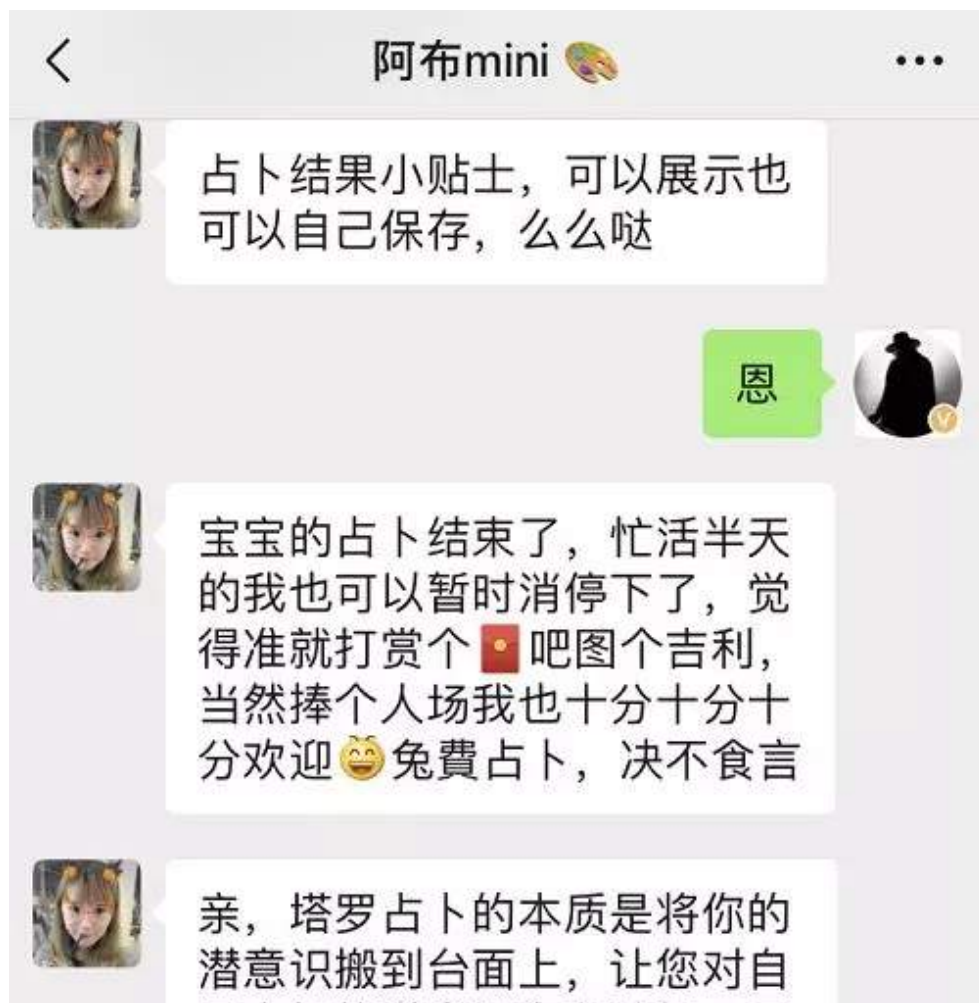 阿布mini
占卜结果小贴士，可以展示也
可以自己保存，么么哒
恩
宝宝的占卜结束了，忙活半天
的我也可以暂时消停下了，觉
得准就打赏个吧图个吉利，
当然捧个人场我也十分十分十
分欢迎兔費占卜，决不食言
亲，塔罗占卜的本质是将你的
潜意识搬到台面上，让您对自